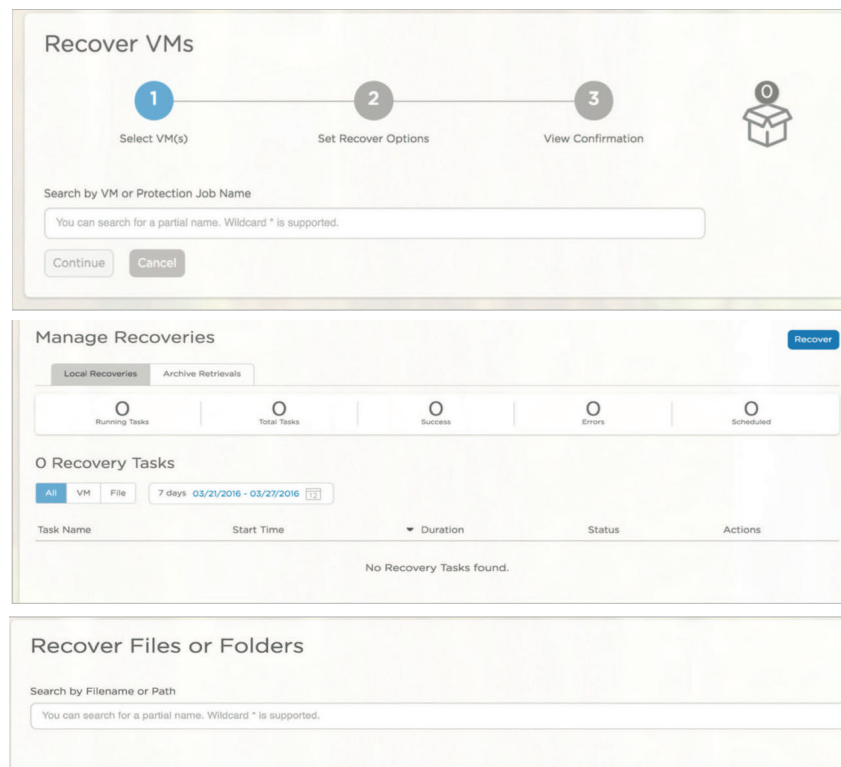 Recover VMs
0
1 2 3
Select VM(s) Set Recover Options View Confirmation
Search by VM or Protection Job Name
You can search for a partial name. Wildcard * is supported.
Continue Cancel
Manage Recoveries
Recover
Local Recoveries Archive Retrievals
0 0 0 0 0
Running Tasks Total Tasks Success Errors Scheduled
0 Recovery Tasks
All VM File 7 days 03/21/2016 - 03/27/2016 12
Task Name Start Time Duration Status Actions
No Recovery Tasks found.
Recover Files or Folders
Search by Filename or Path
You can search for a partial name. Wildcard * is supported.